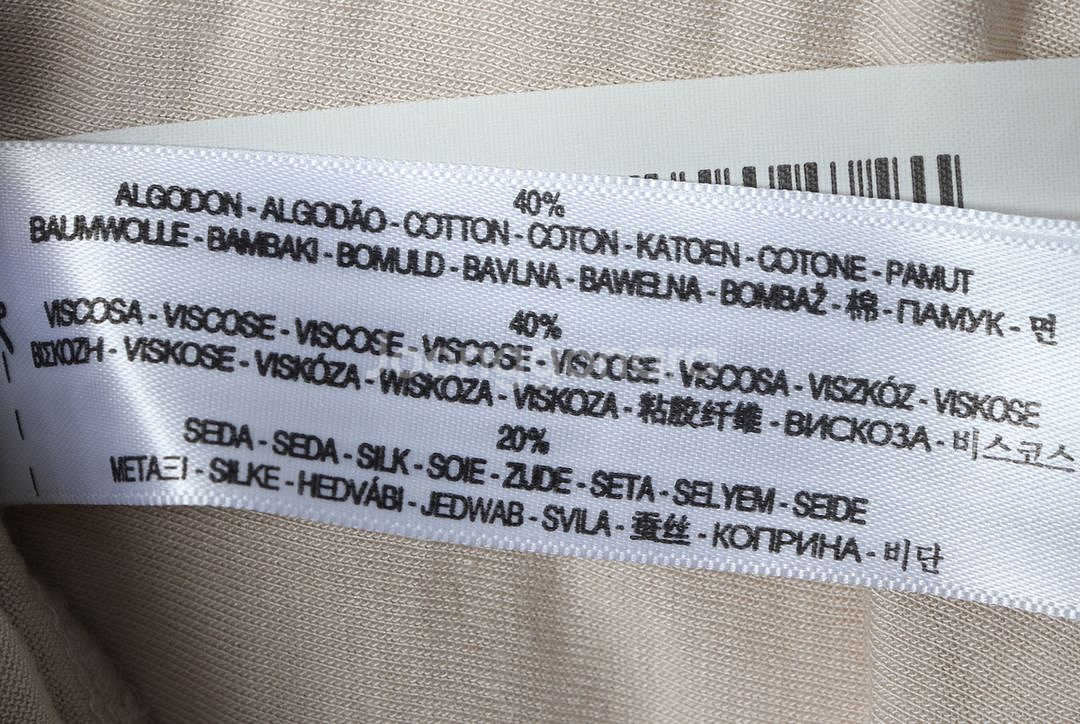 40%
ALGODON - ALGODÃO - COTTON - COTON - KATOEN - COTONE - PAMUT
BAUMWOLLE - BAMBAKI - BOMULD - BAVLNA - BAWEŁNA - BOMBAŽ - 棉 - ПАМУК - 면
40%
VISCOSA - VISCOSE - VISCOSE - VISCOSE - VISCOSE - VISCOSA - VISZKÓZ - VISKOSE
ΒΙΣΚΟΖΗ - VISKOSE - VISKÓZA - WISKOZA - VISKOZA - 粘胶纤维 - ВИСКОЗА - 비스코스
20%
SEDA - SEDA - SILK - SOIE - ZIJDE - SETA - SELYEM - SEIDE
ΜΕΤΑΞΙ - SILKE - HEDVÁBI - JEDWAB - SVILA - 蚕丝 - КОПРИНА - 비단